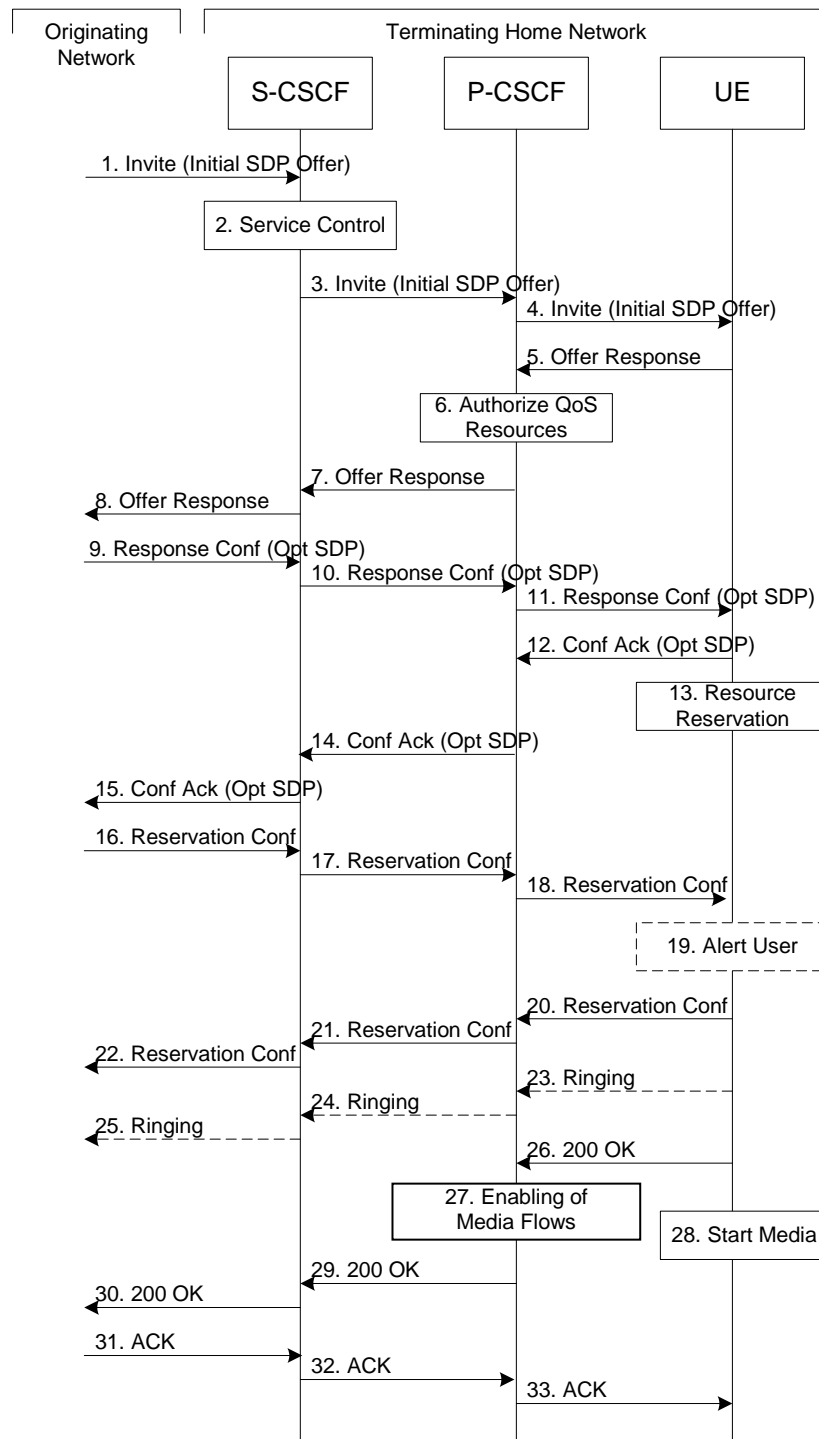 Originating
Network
Terminating Home Network
S-CSCF
P-CSCF
UE
1. Invite (Initial SDP Offer)
2. Service Control
3. Invite (Initial SDP Offer)
4. Invite (Initial SDP Offer)
5. Offer Response
6. Authorize QoS
Resources
7. Offer Response
8. Offer Response
9. Response Conf (Opt SDP)
10. Response Conf (Opt SDP)
11. Response Conf (Opt SDP)
12. Conf Ack (Opt SDP)
13. Resource
Reservation
14. Conf Ack (Opt SDP)
15. Conf Ack (Opt SDP)
16. Reservation Conf
17. Reservation Conf
18. Reservation Conf
19. Alert User
20. Reservation Conf
21. Reservation Conf
22. Reservation Conf
23. Ringing
24. Ringing
25. Ringing
26. 200 OK
27. Enabling of
Media Flows
28. Start Media
29. 200 OK
30. 200 OK
31. ACK
32. ACK
33. ACK